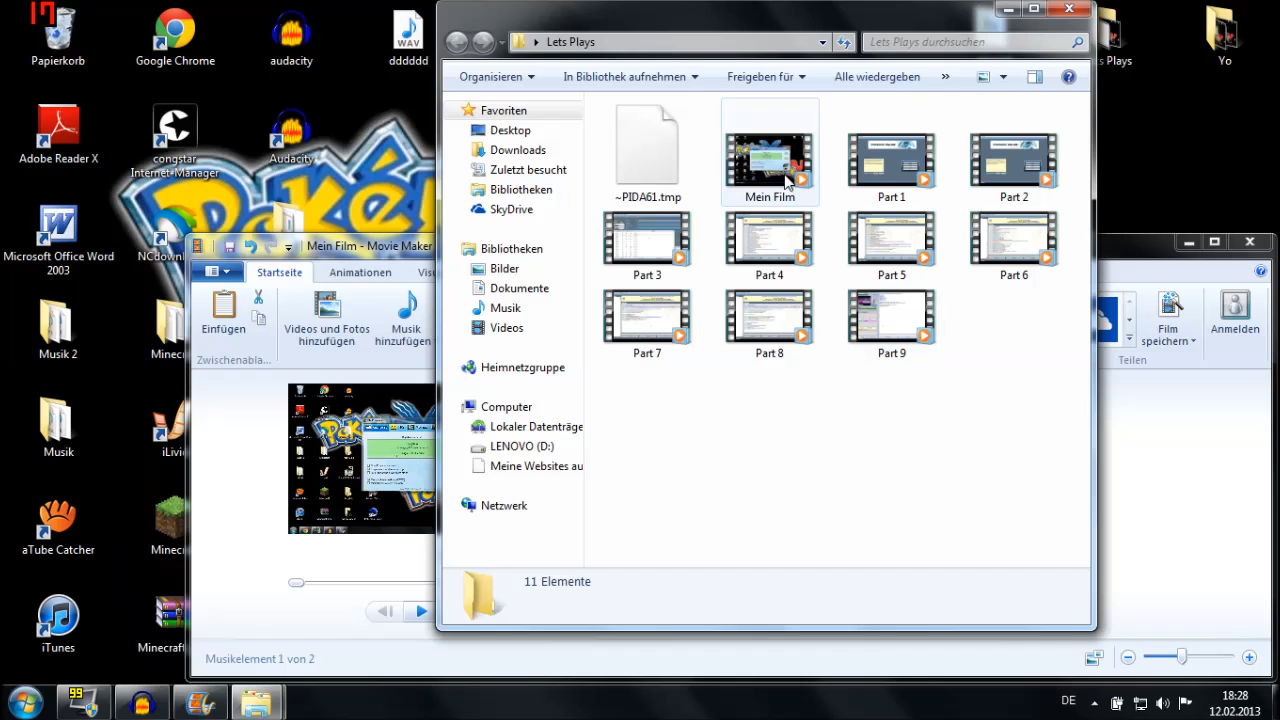 17
Papierkorb
Google Chrome
audacity
dddddd
WAV
s Plays
Yo
Adobe Reader X
congstar
Internet-Manager
Audacity
Microsoft Office Word
2003
NCdown
Musik 2
Minec
Musik
iLivi
aTube Catcher
Minec
iTunes
Minecraft
Lets Plays
Lets Plays durchsuchen
Organisieren
In Bibliothek aufnehmen
Freigeben für
Alle wiedergeben
»
Favoriten
Desktop
Downloads
Zuletzt besucht
Bibliotheken
SkyDrive
Bibliotheken
Bilder
Dokumente
Musik
Videos
Heimnetzgruppe
Computer
Lokaler Datenträge
LENOVO (D:)
Meine Websites au
Netzwerk
~PIDA61.tmp
Mein Film
Part 1
Part 2
Part 3
Part 4
Part 5
Part 6
Part 7
Part 8
Part 9
11 Elemente
Mein Film - Movie Maker
Startseite
Animationen
Visu
Einfügen
Videos und Fotos
hinzufügen
Musik
hinzufügen
Zwischenabla...
Film
speichern
Anmelden
Teilen
Musikelement 1 von 2
99
DE
18:28
12.02.2013